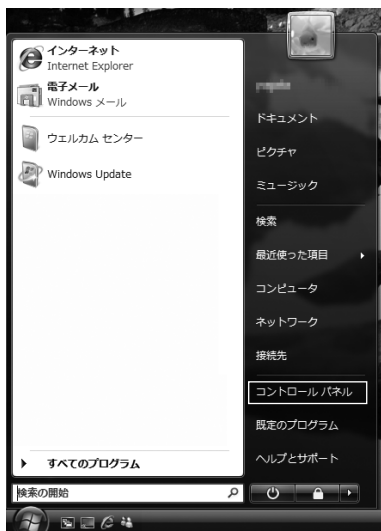 インターネット
Internet Explorer
電子メール
Windows メール
ウェルカム センター
Windows Update
すべてのプログラム
検索の開始
ドキュメント
ピクチャ
ミュージック
検索
最近使った項目
コンピュータ
ネットワーク
接続先
コントロール パネル
既定のプログラム
ヘルプとサポート